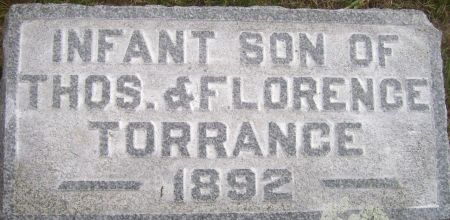 INFANT SON OF
THOS. & FLORENCE
TORRANCE
— 1892 —